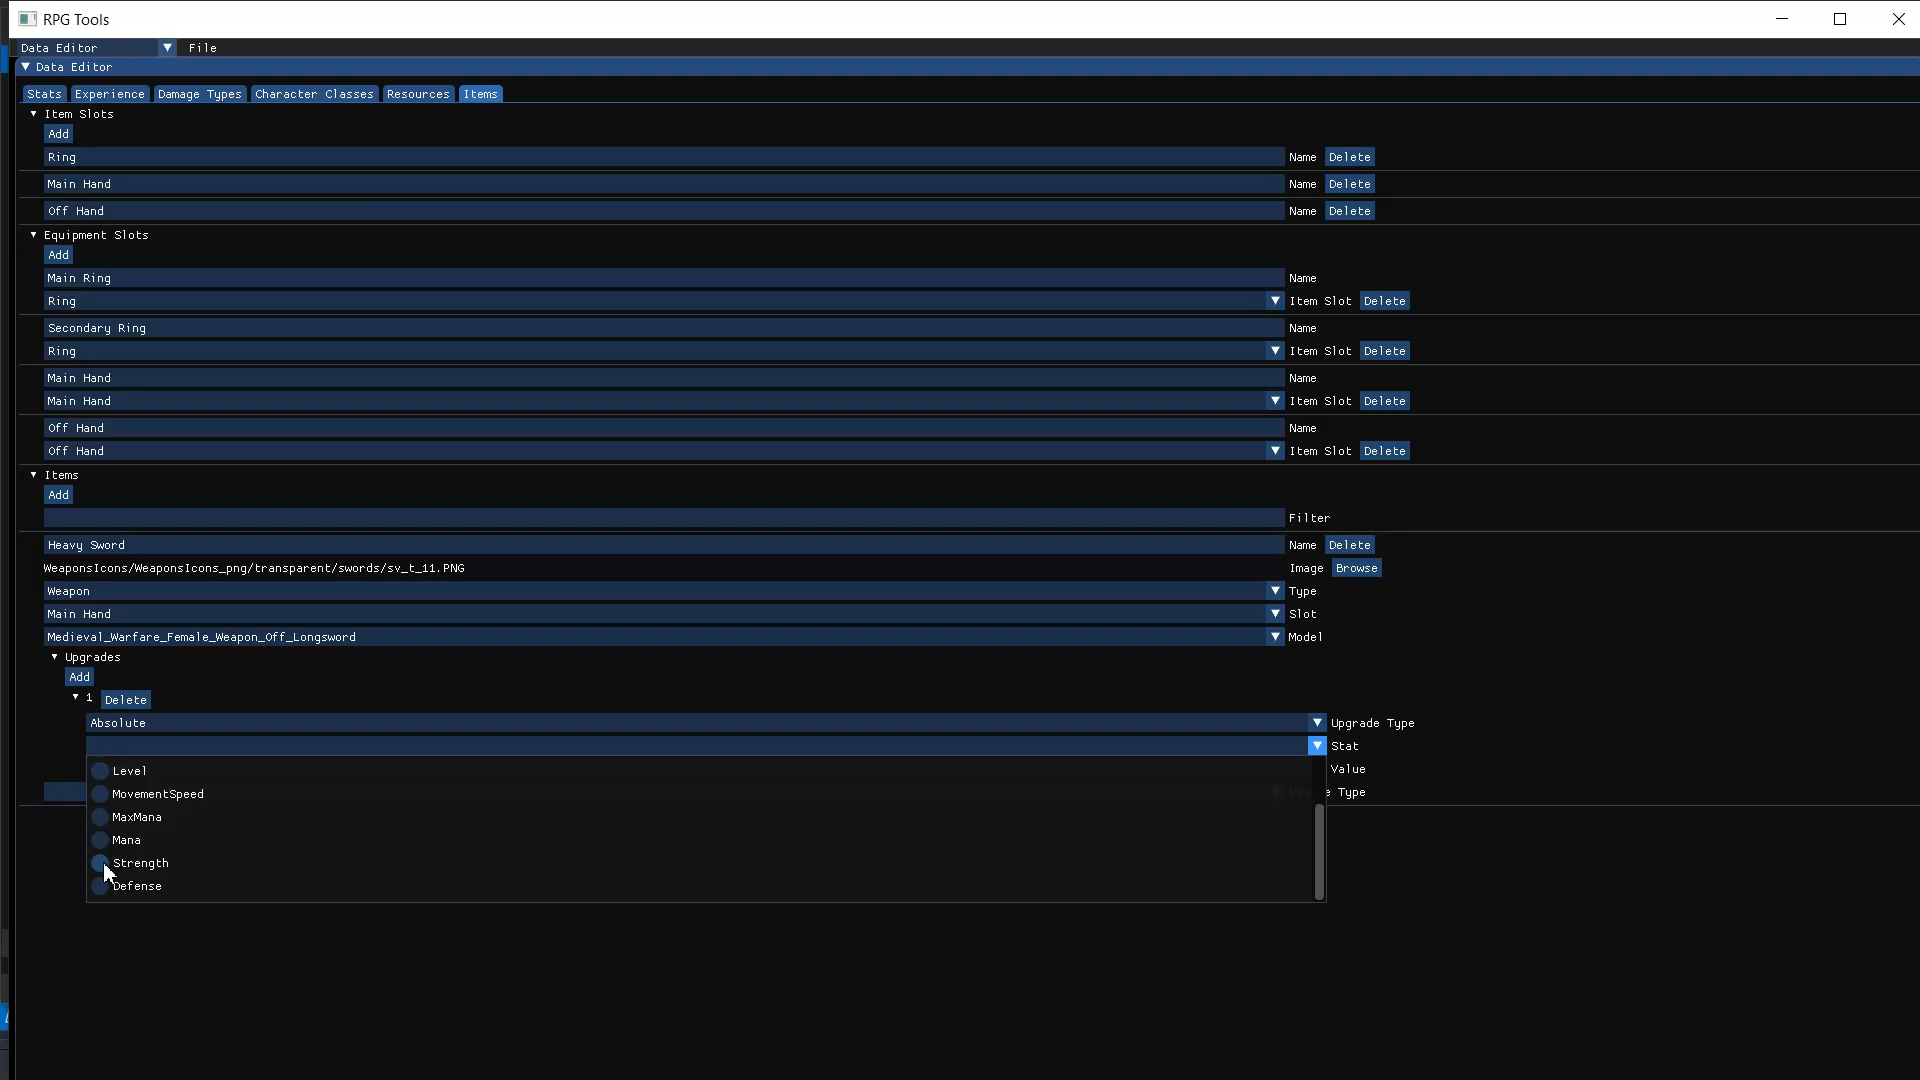 RPG Tools
Data Editor File
Data Editor
Stats Experience Damage Types Character Classes Resources Items
Item Slots
Add
Ring Name Delete
Main Hand Name Delete
Off Hand Name Delete
Equipment Slots
Add
Main Ring Name
Ring Item Slot Delete
Secondary Ring Name
Ring Item Slot Delete
Main Hand Name
Main Hand Item Slot Delete
Off Hand Name
Off Hand Item Slot Delete
Items
Add
Filter
Heavy Sword Name Delete
WeaponsIcons/WeaponsIcons_png/transparent/swords/sv_t_11.PNG Image Browse
Weapon Type
Main Hand Slot
Medieval_Warfare_Female_Weapon_Off_Longsword Model
Upgrades
Add
1 Delete
Absolute Upgrade Type
Stat
Level Value
MovementSpeed Type
MaxMana
Mana
Strength
Defense